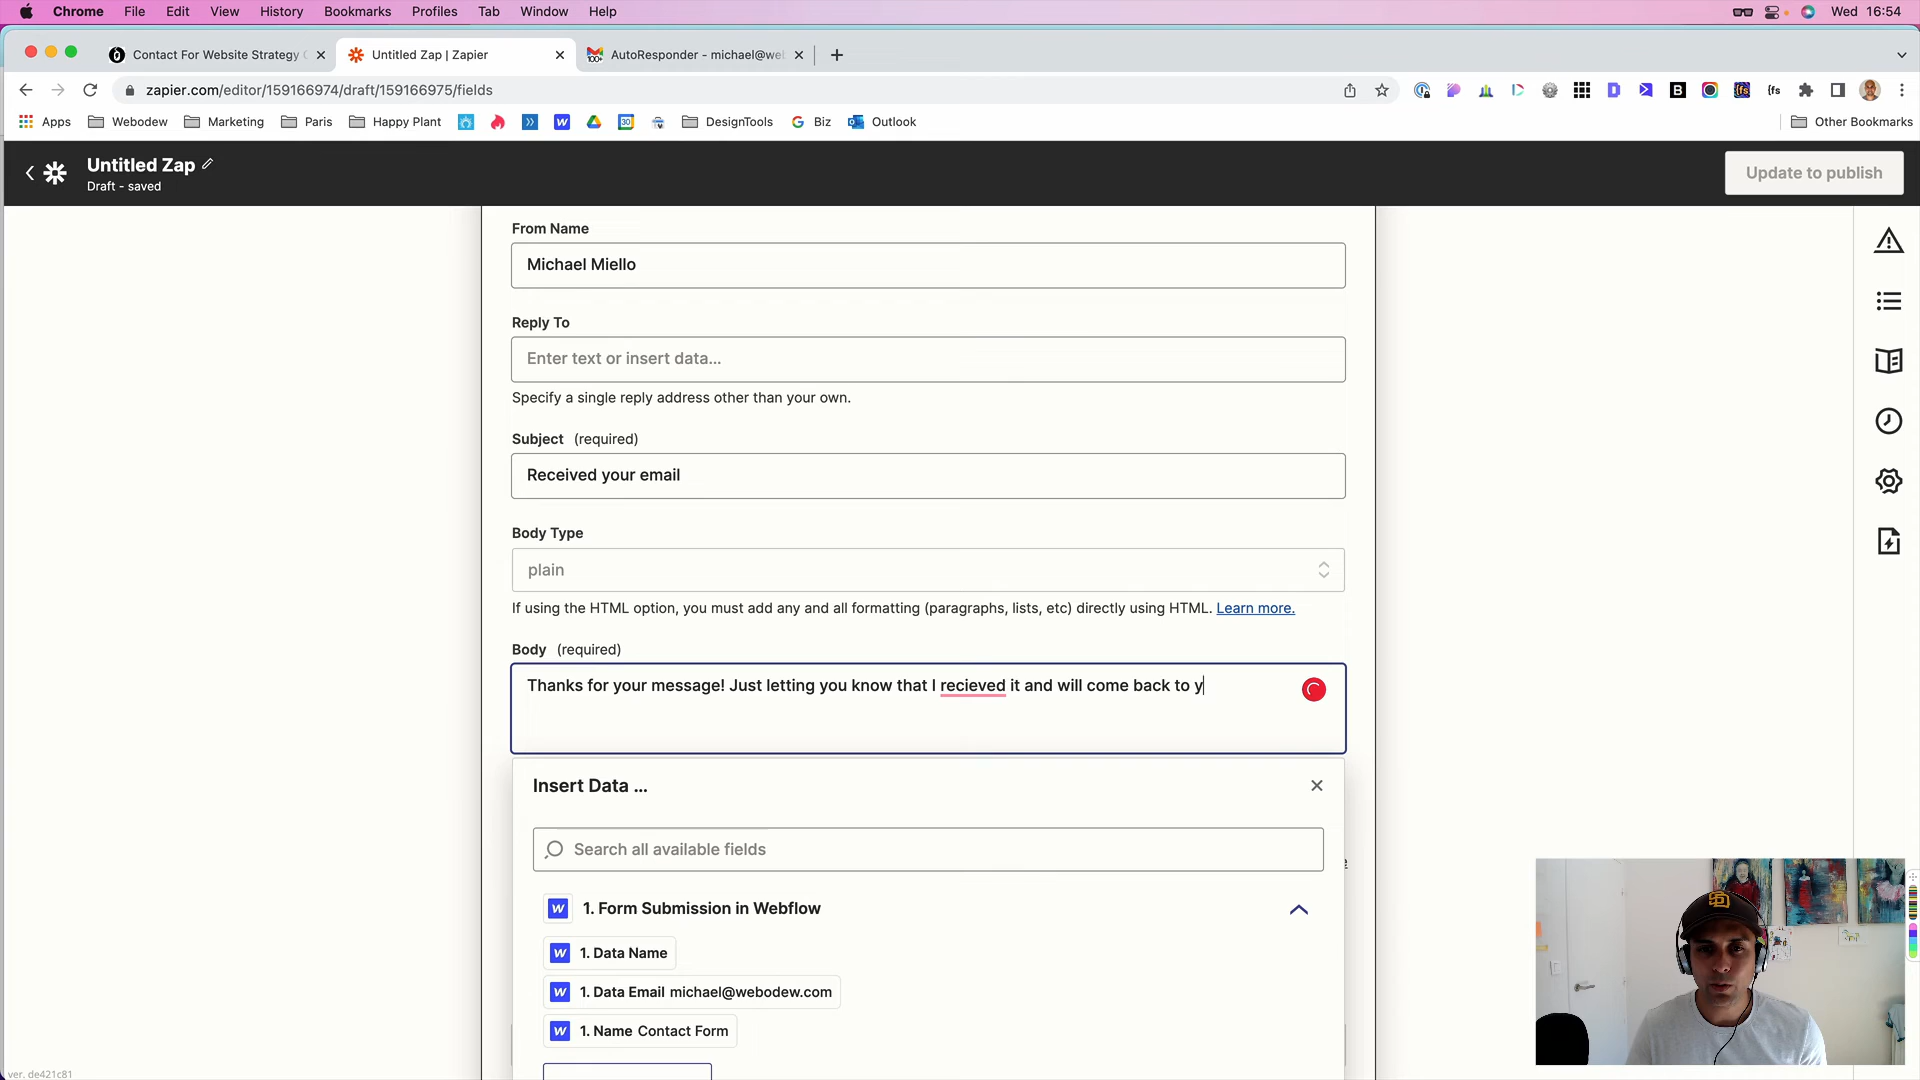 Chrome File Edit View History Bookmarks Profiles Tab Window Help Wed 16:54
Contact For Website Strategy Untitled Zap | Zapier AutoResponder - michael@we
zapier.com/editor/159166974/draft/159166975/fields
Apps Webodew Marketing Paris Happy Plant DesignTools Biz Outlook Other Bookmarks
Untitled Zap
Draft - saved
Update to publish
From Name
Michael Miello
Reply To
Enter text or insert data...
Specify a single reply address other than your own.
Subject (required)
Received your email
Body Type
plain
If using the HTML option, you must add any and all formatting (paragraphs, lists, etc) directly using HTML. Learn more.
Body (required)
Thanks for your message! Just letting you know that I recieved it and will come back to y
Insert Data ...
Search all available fields
1. Form Submission in Webflow
1. Data Name
1. Data Email michael@webodew.com
1. Name Contact Form
ver. de421c81